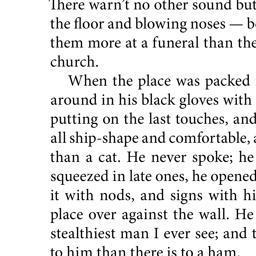 There warn't no other sound but
the floor and blowing noses — b
them more at a funeral than the
church.
When the place was packed
around in his black gloves with
putting on the last touches, and
all ship-shape and comfortable,
than a cat. He never spoke; he
squeezed in late ones, he opened
it with nods, and signs with hi
place over against the wall. He
stealthiest man I ever see; and t
to him than there is to a ham.